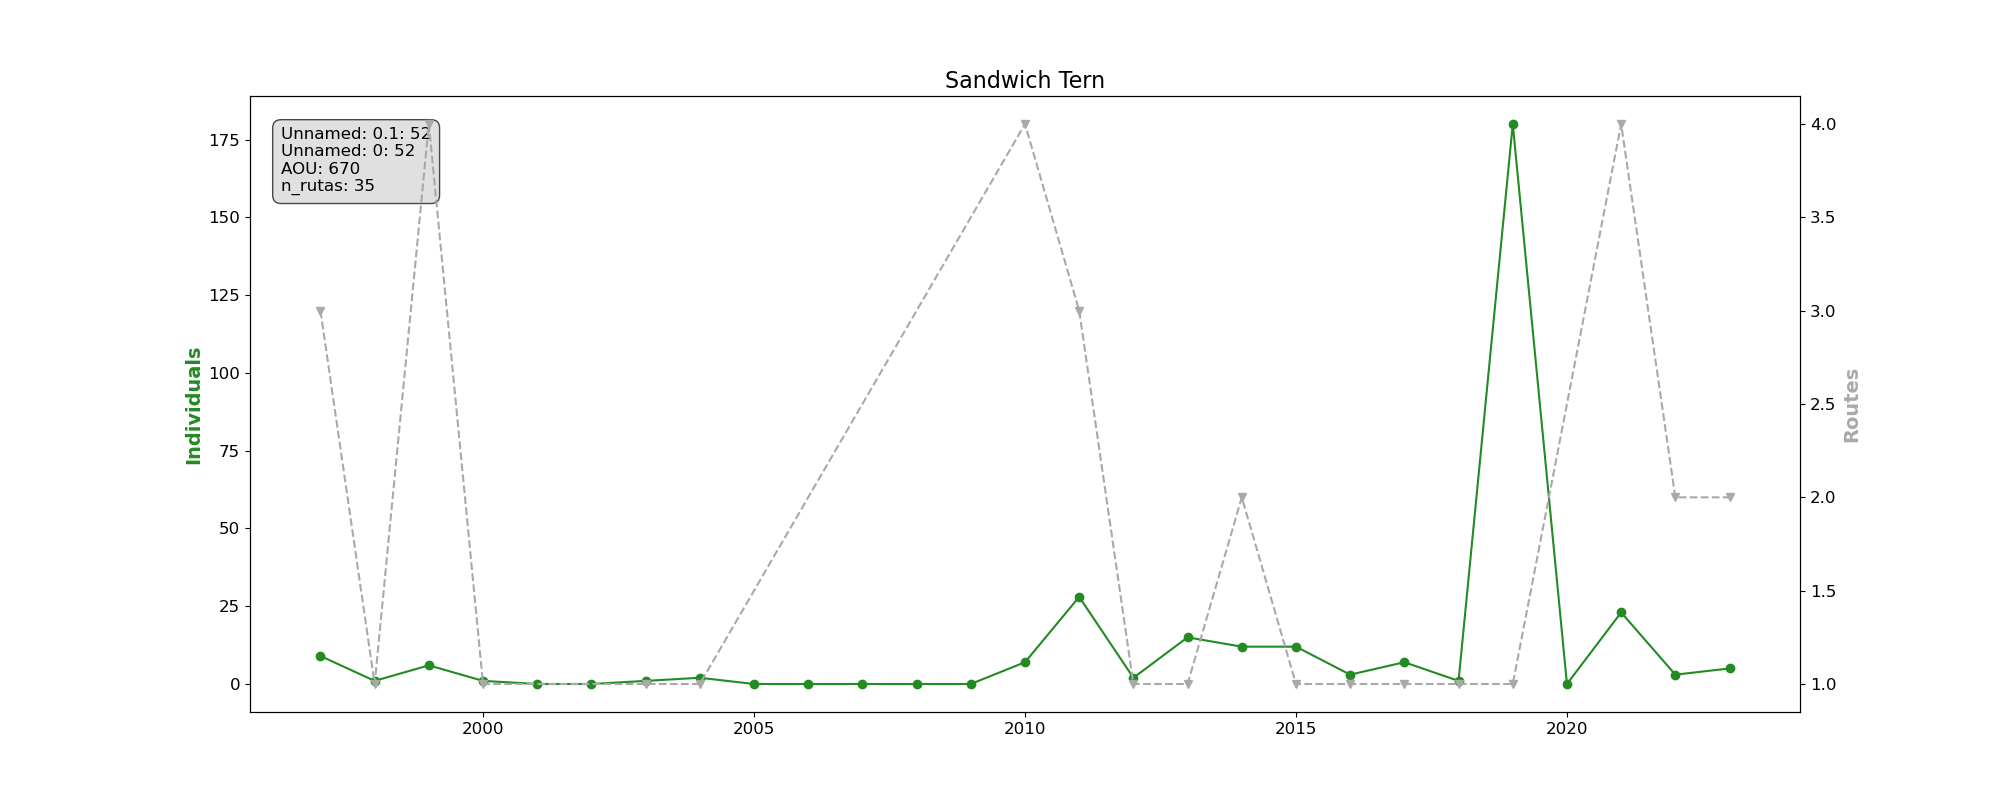 Sandwich Tern
Unnamed: 0.1: 52
Unnamed: 0: 52
AOU: 670
n_rutas: 35
175
150
125
100
75
50
25
0
Individuals
4.0
3.5
3.0
2.5
2.0
1.5
1.0
Routes
2000
2005
2010
2015
2020